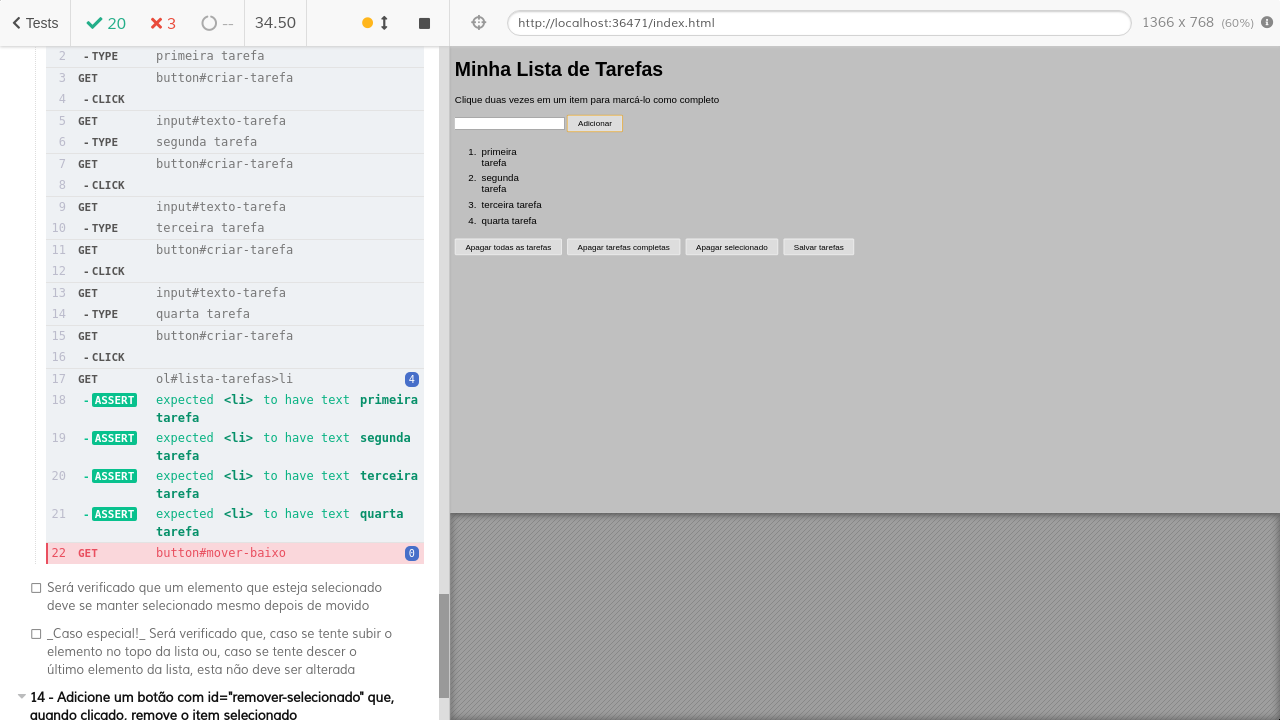 Tests
20
3
--
34.50
http://localhost:36471/index.html
1366 x 768 (60%)
2 - TYPE primeira tarefa
3 GET button#criar-tarefa
4 - CLICK
5 GET input#texto-tarefa
6 - TYPE segunda tarefa
7 GET button#criar-tarefa
8 - CLICK
9 GET input#texto-tarefa
10 - TYPE terceira tarefa
11 GET button#criar-tarefa
12 - CLICK
13 GET input#texto-tarefa
14 - TYPE quarta tarefa
15 GET button#criar-tarefa
16 - CLICK
17 GET ol#lista-tarefas>li 4
18 - ASSERT expected <li> to have text primeira
tarefa
19 - ASSERT expected <li> to have text segunda
tarefa
20 - ASSERT expected <li> to have text terceira
tarefa
21 - ASSERT expected <li> to have text quarta
tarefa
22 GET button#mover-baixo 0
Será verificado que um elemento que esteja selecionado
deve se manter selecionado mesmo depois de movido
_Caso especial!_ Será verificado que, caso se tente subir o
elemento no topo da lista ou, caso se tente descer o
último elemento da lista, esta não deve ser alterada
14 - Adicione um botão com id="remover-selecionado" que,
quando clicado, remove o item selecionado
Minha Lista de Tarefas
Clique duas vezes em um item para marcá-lo como completo
Adicionar
1. primeira
tarefa
2. segunda
tarefa
3. terceira tarefa
4. quarta tarefa
Apagar todas as tarefas
Apagar tarefas completas
Apagar selecionado
Salvar tarefas